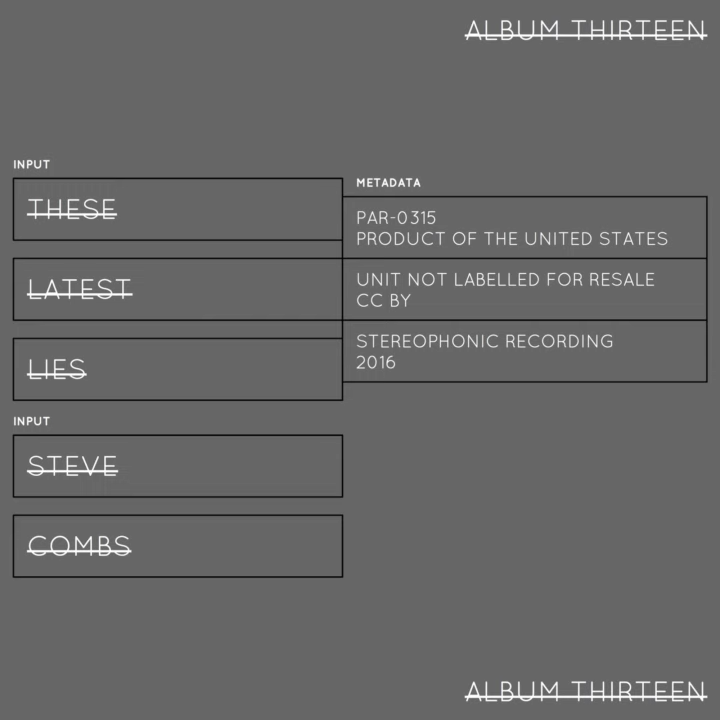 ALBUM THIRTEEN
INPUT
THESE
LATEST
LIES
METADATA
PAR-0315
PRODUCT OF THE UNITED STATES
UNIT NOT LABELLED FOR RESALE
CC BY
STEREOPHONIC RECORDING
2016
INPUT
STEVE
COMBS
ALBUM THIRTEEN